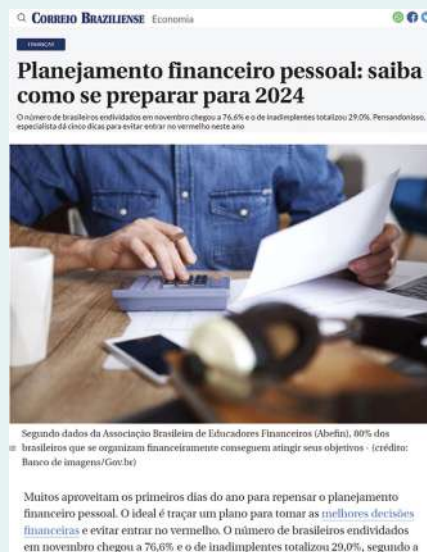 CORREIO BRAZILIENSE Economia
FINANÇAS
Planejamento financeiro pessoal: saiba
como se preparar para 2024
O número de brasileiros endividados em novembro chegou a 76,6% e o de inadimplentes totalizou 29,0%. Pensandonisso,
especialista dá cinco dicas para evitar entrar no vermelho neste ano
Segundo dados da Associação Brasileira de Educadores Financeiros (Abefin), 80% dos
brasileiros que se organizam financeiramente conseguem atingir seus objetivos - (crédito:
Banco de imagens/Gov.br)
Muitos aproveitam os primeiros dias do ano para repensar o planejamento
financeiro pessoal. O ideal é traçar um plano para tomar as melhores decisões
financeiras e evitar entrar no vermelho. O número de brasileiros endividados
em novembro chegou a 76,6% e o de inadimplentes totalizou 29,0%, segundo a